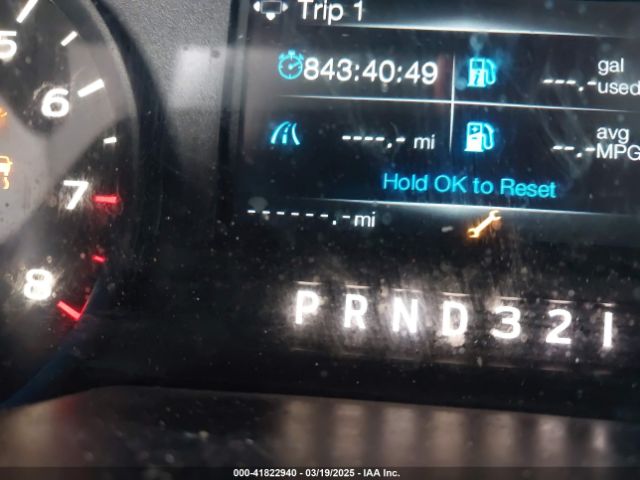 Trip 1
5
843:40:49
---.- gal used
6
----.- mi
--.- avg MPG
7
Hold OK to Reset
------.- mi
8
P R N D 3 2 1
000-41822940 - 03/19/2025 - IAA Inc.